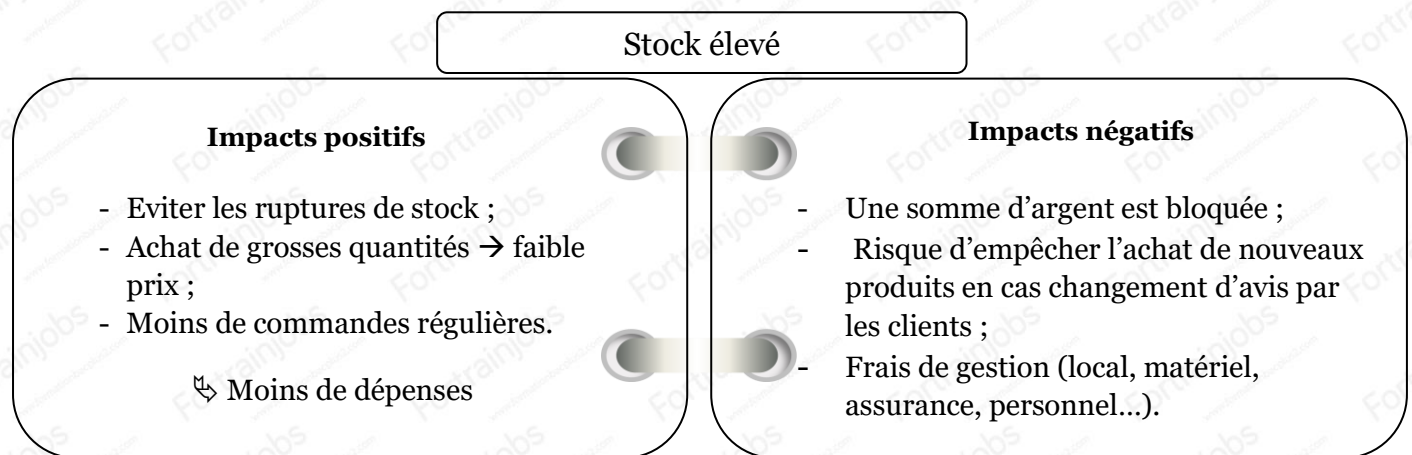 Stock élevé
Impacts positifs
- Eviter les ruptures de stock ;
- Achat de grosses quantités → faible
prix ;
- Moins de commandes régulières.
↳ Moins de dépenses
Impacts négatifs
- Une somme d'argent est bloquée ;
- Risque d'empêcher l'achat de nouveaux
produits en cas changement d'avis par
les clients ;
- Frais de gestion (local, matériel,
assurance, personnel…).
Fortrainjobs